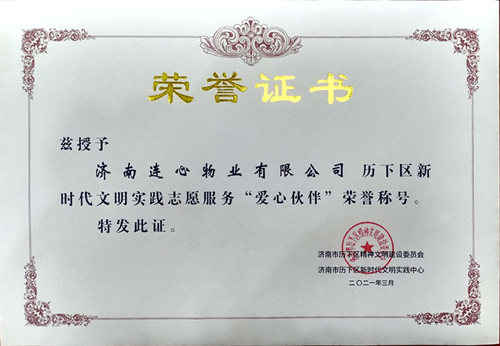 荣誉证书
兹授予
济南连心物业有限公司 历下区新
时代文明实践志愿服务“爱心伙伴”荣誉称号。
特发此证。
济南市历下区精神文明建设委员会
济南市历下区新时代文明实践中心
二〇二一年三月